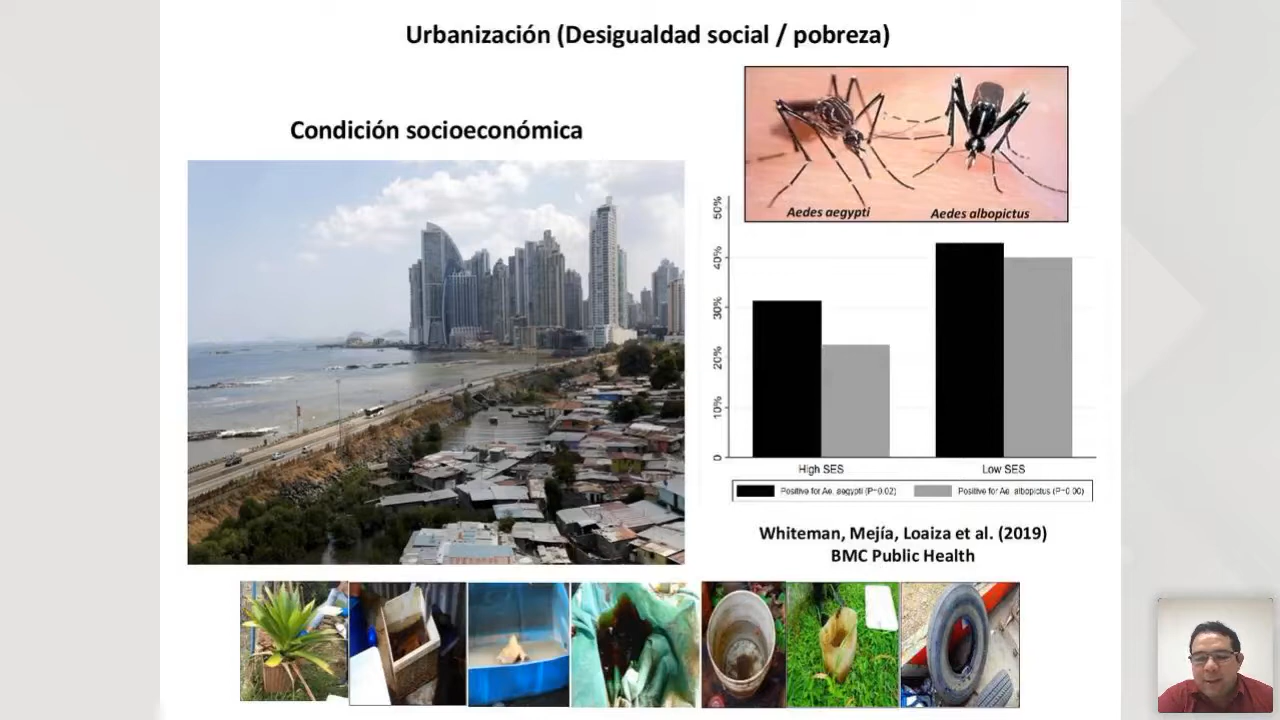 Urbanización (Desigualdad social / pobreza)
Condición socioeconómica
Aedes aegypti
Aedes albopictus
50%
40%
30%
20%
10%
0
High SES
Low SES
Positive for Ae. aegypti (P=0.02)
Positive for Ae. albopictus (P=0.00)
Whiteman, Mejía, Loaiza et al. (2019)
BMC Public Health